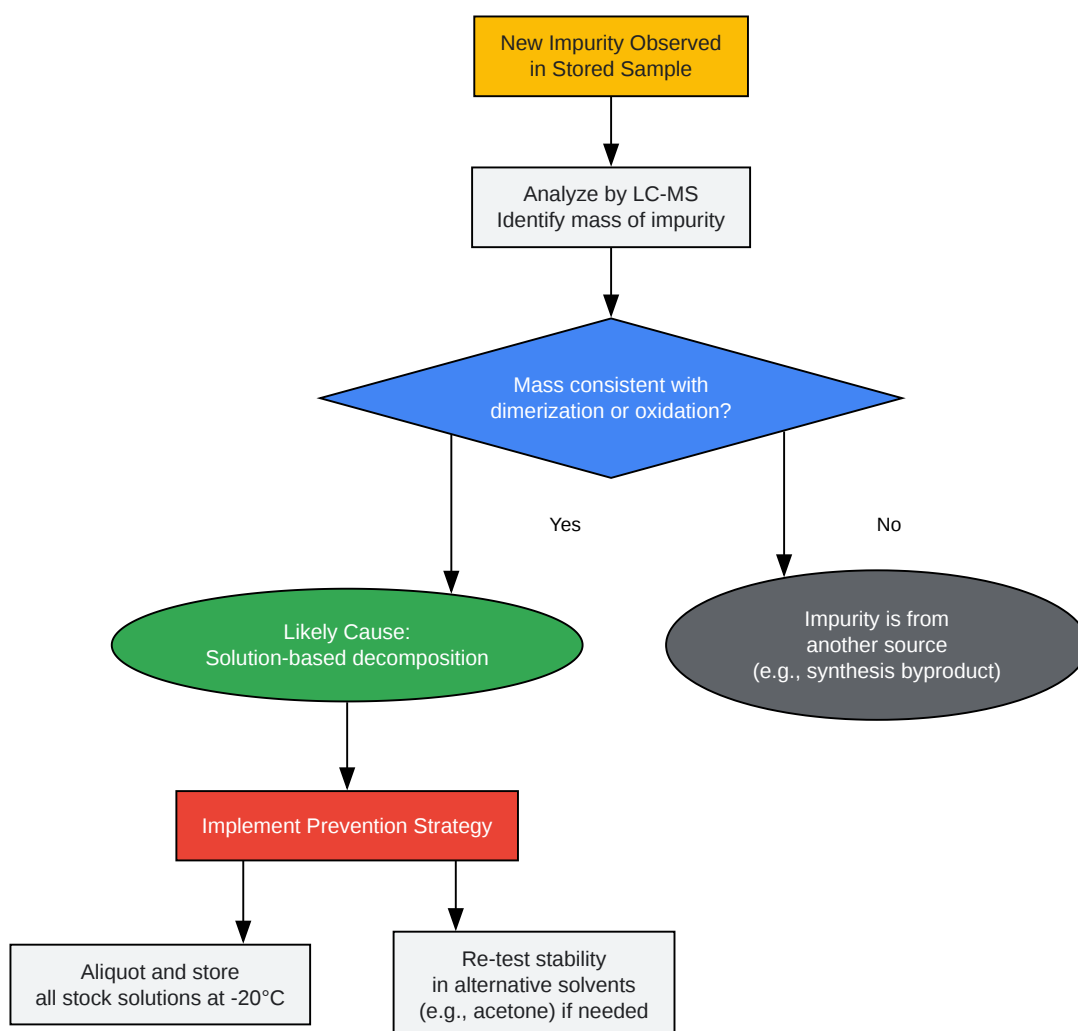 New Impurity Observed
in Stored Sample
Analyze by LC-MS
Identify mass of impurity
Mass consistent with
dimerization or oxidation?
Yes
No
Likely Cause:
Solution-based decomposition
Impurity is from
another source
(e.g., synthesis byproduct)
Implement Prevention Strategy
Aliquot and store
all stock solutions at -20°C
Re-test stability
in alternative solvents
(e.g., acetone) if needed